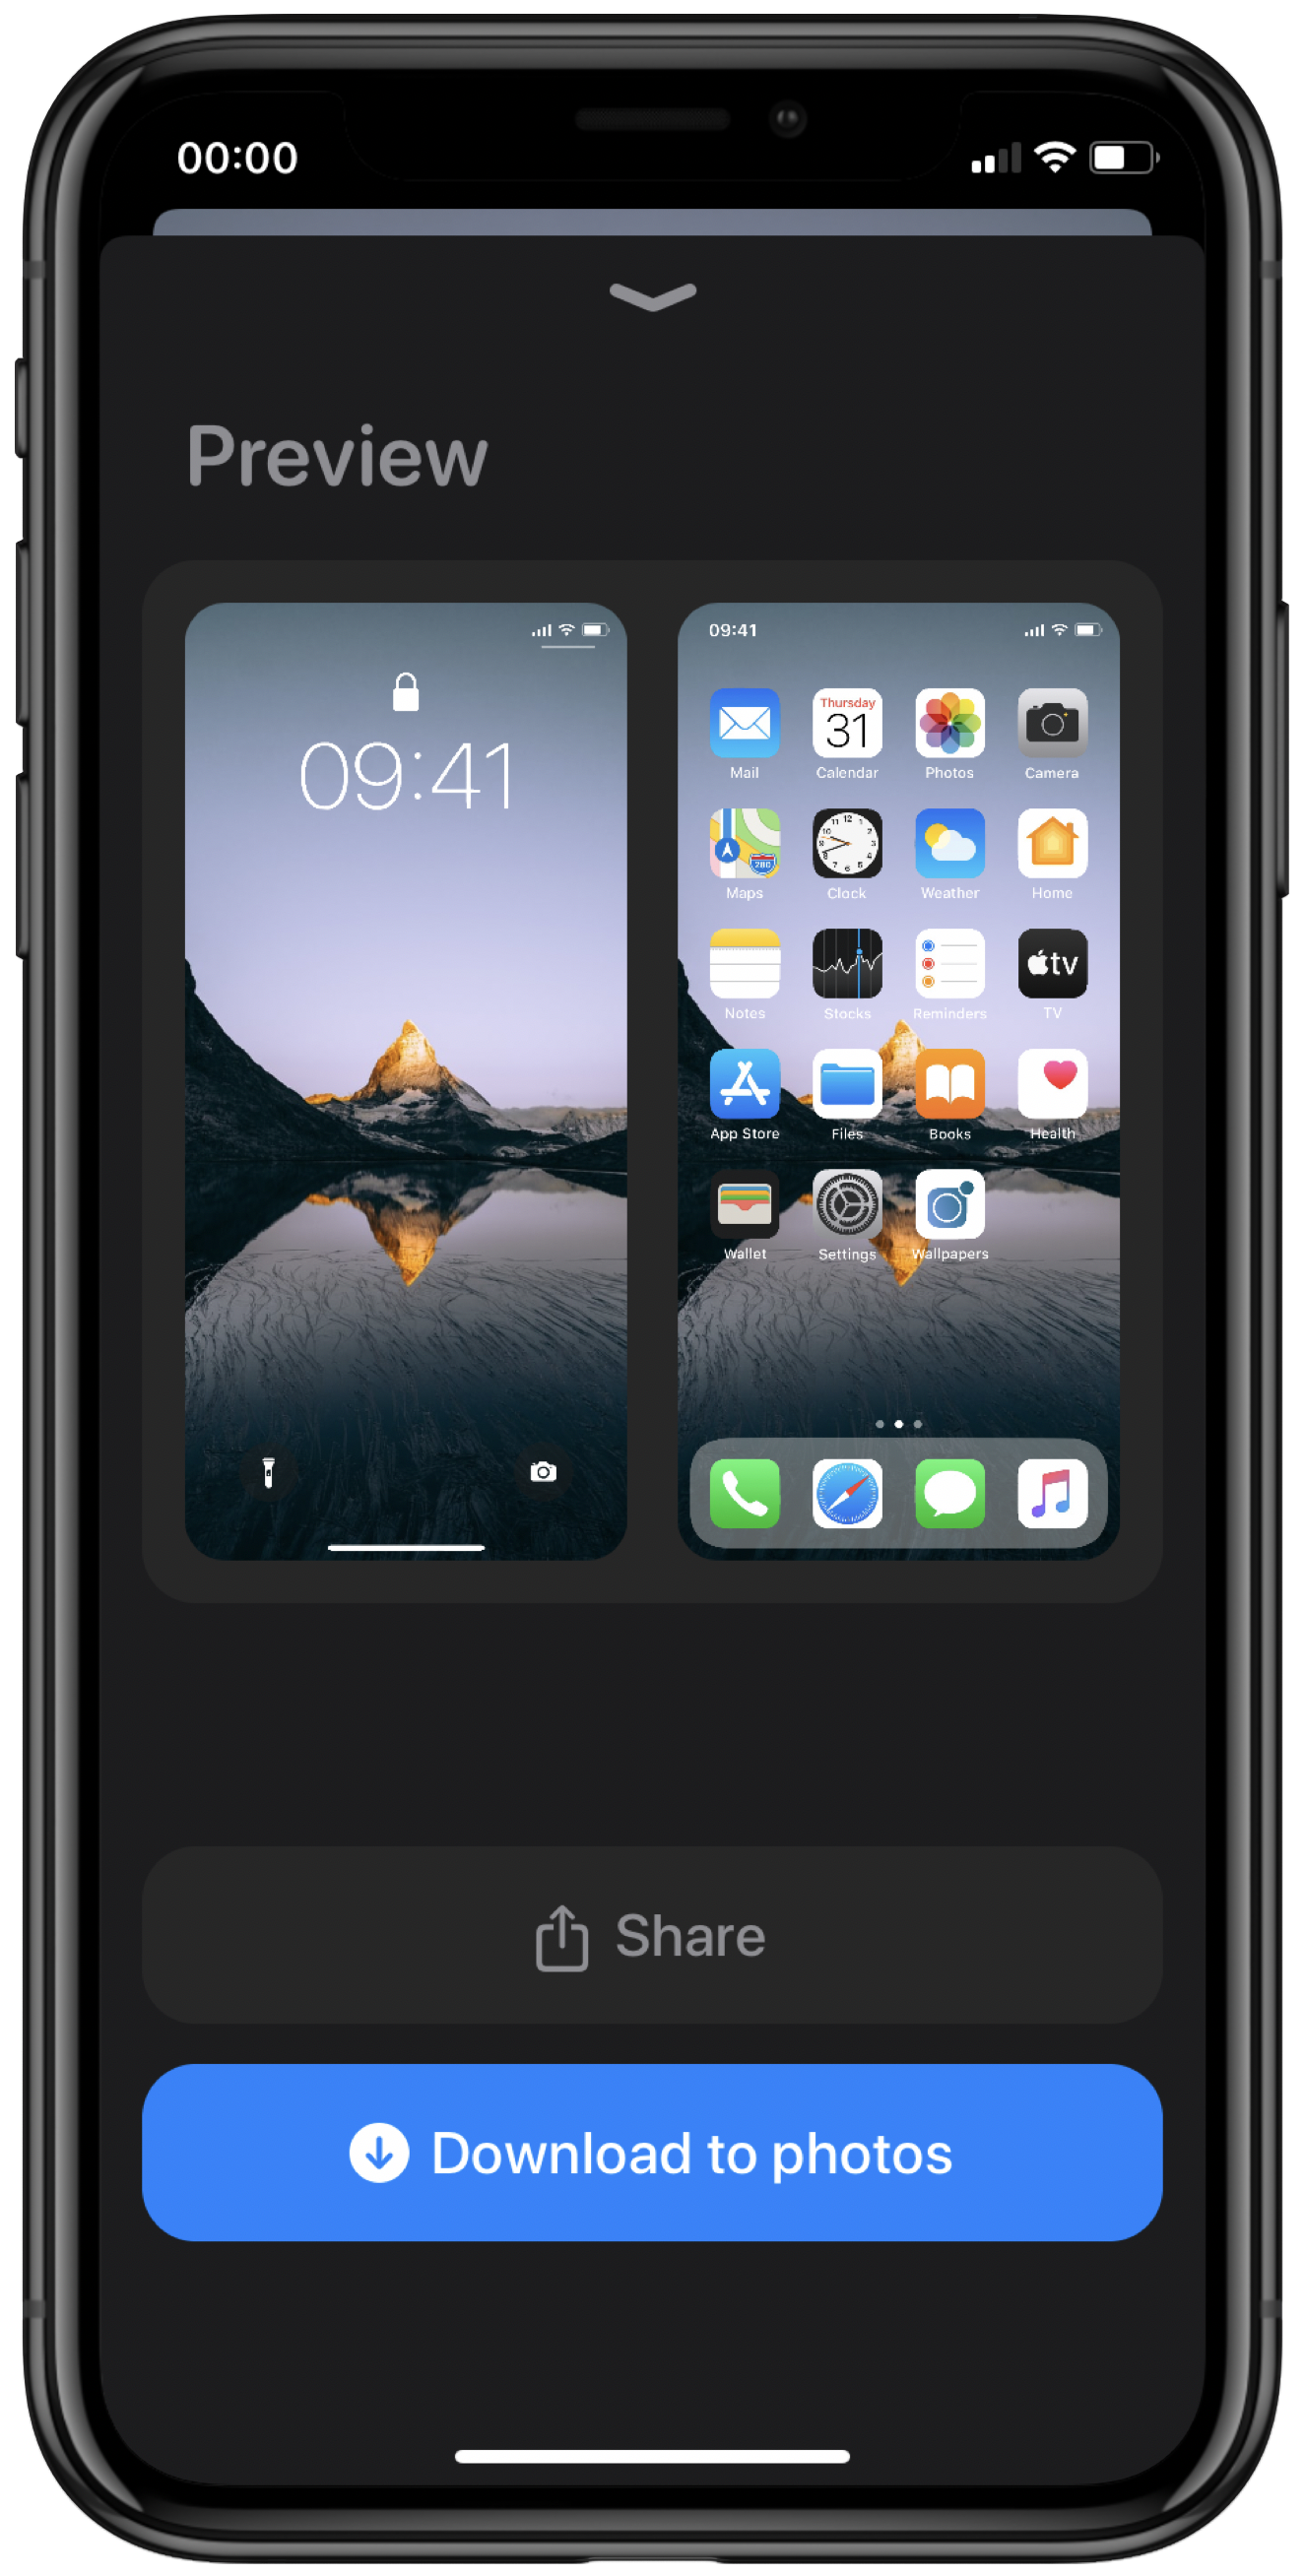 00:00
Preview
09:41
09:41
Thursday
31
Mail Calendar Photos Camera
280
Maps Clock Weather Home
tv
Notes Stocks Reminders TV
App Store Files Books Health
Wallet Settings Wallpapers
Share
Download to photos